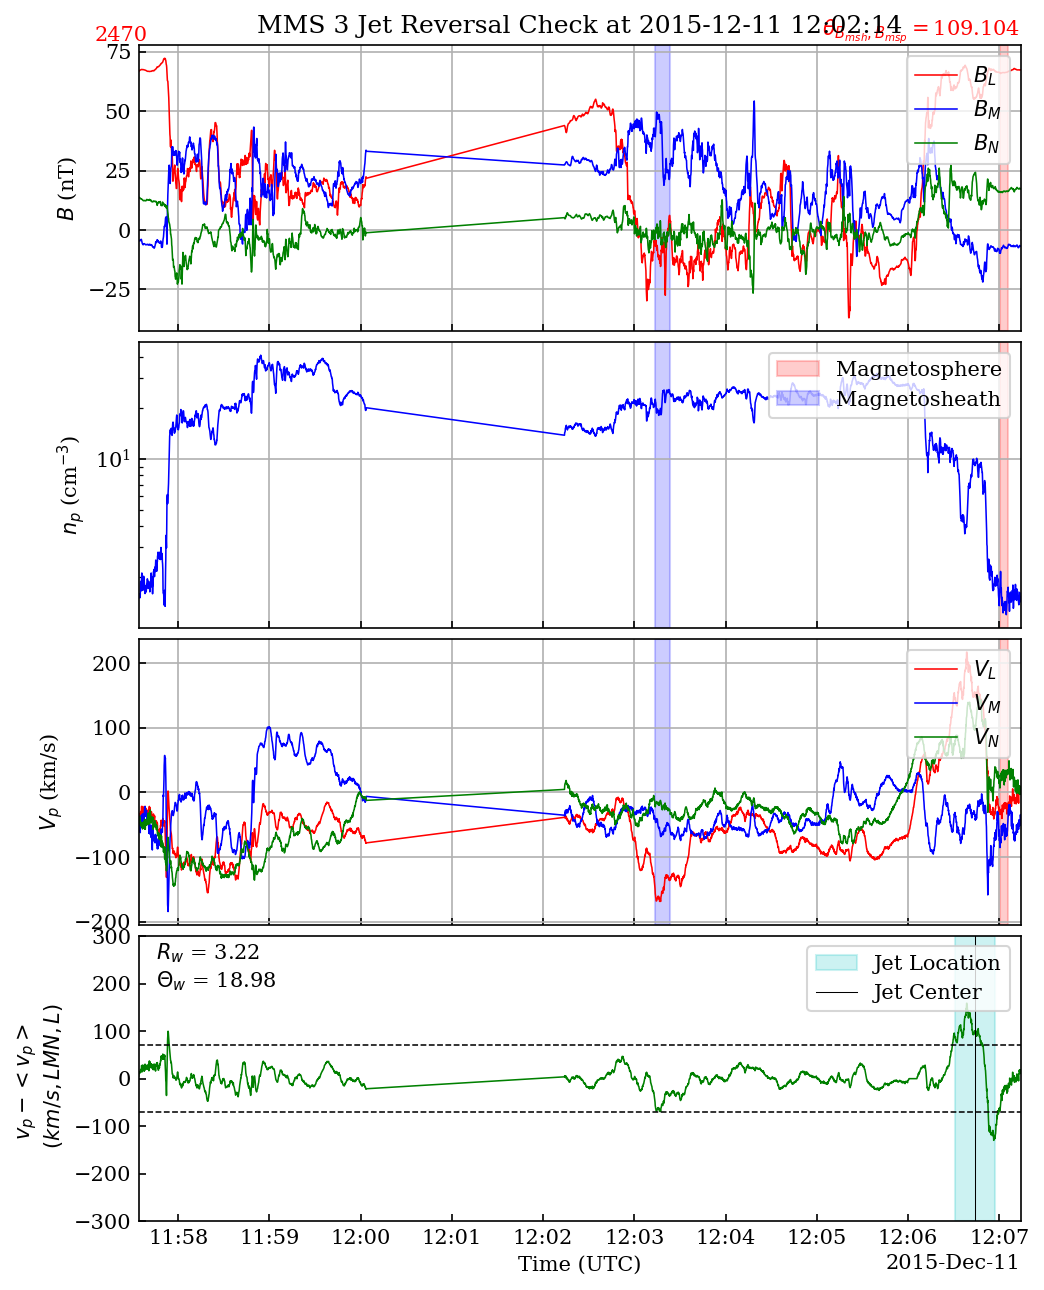 MMS 3 Jet Reversal Check at 2015-12-11 12:02:14
2470
$_{B_{msh}, B_{msp}}$ = 109.104
75
50
25
0
−25
B (nT)
B_L
B_M
B_N
10^1
n_p (cm^{−3})
Magnetosphere
Magnetosheath
200
100
0
−100
−200
V_p (km/s)
V_L
V_M
V_N
300
200
100
0
−100
−200
−300
v_p − < v_p >
(km/s, LMN, L)
R_w = 3.22
Θ_w = 18.98
Jet Location
Jet Center
11:58 11:59 12:00 12:01 12:02 12:03 12:04 12:05 12:06 12:07
Time (UTC)
2015-Dec-11